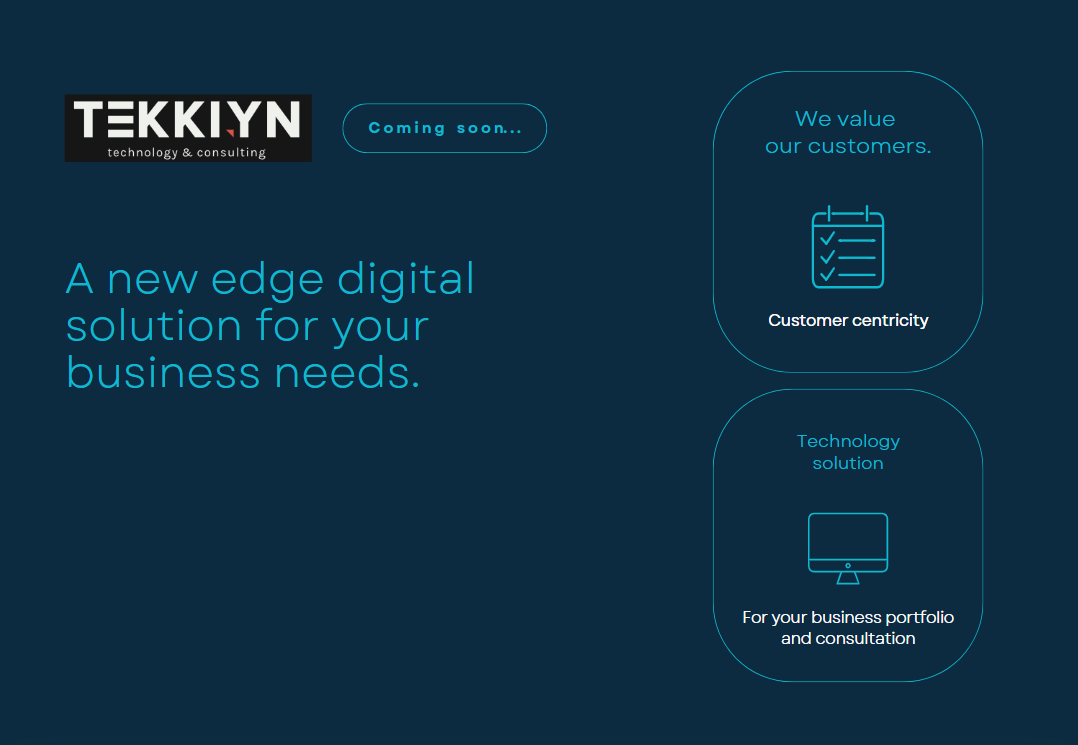 TEKKIYN
technology & consulting
Coming soon...
A new edge digital
solution for your
business needs.
We value
our customers.
Customer centricity
Technology
solution
For your business portfolio
and consultation